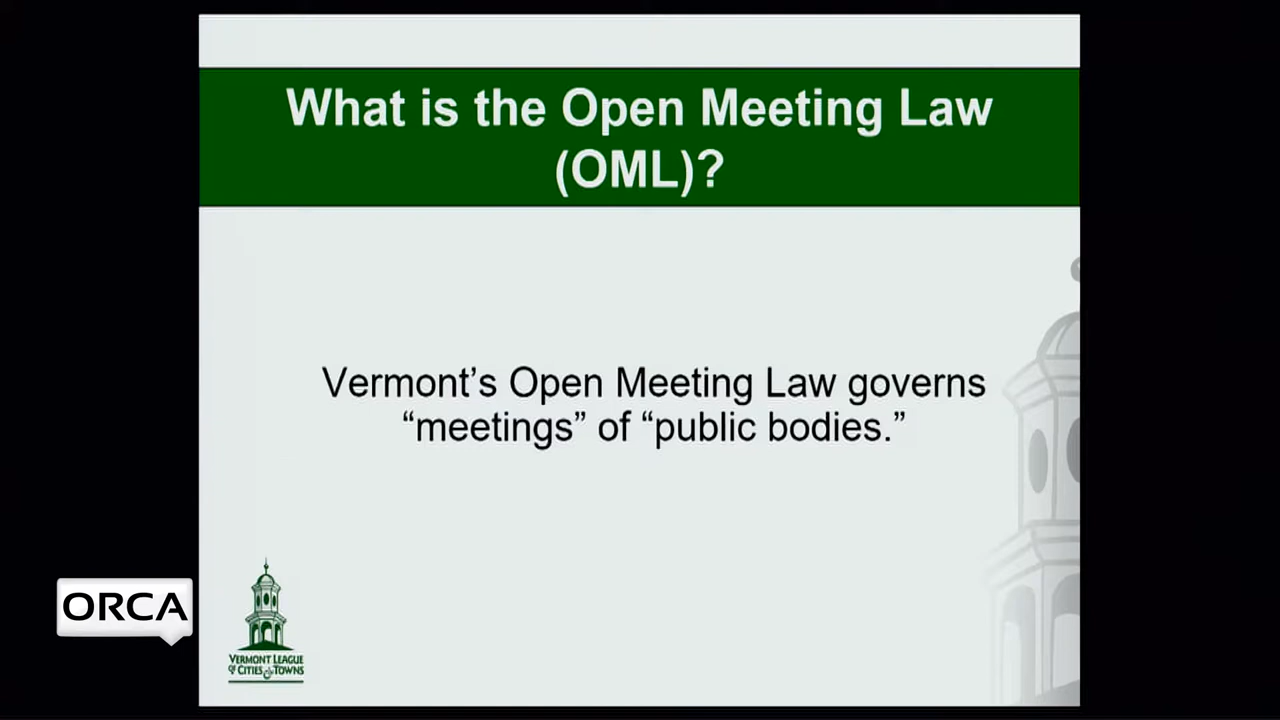 What is the Open Meeting Law
(OML)?
Vermont’s Open Meeting Law governs
“meetings” of “public bodies.”
ORCA
VERMONT LEAGUE
OF CITIES & TOWNS